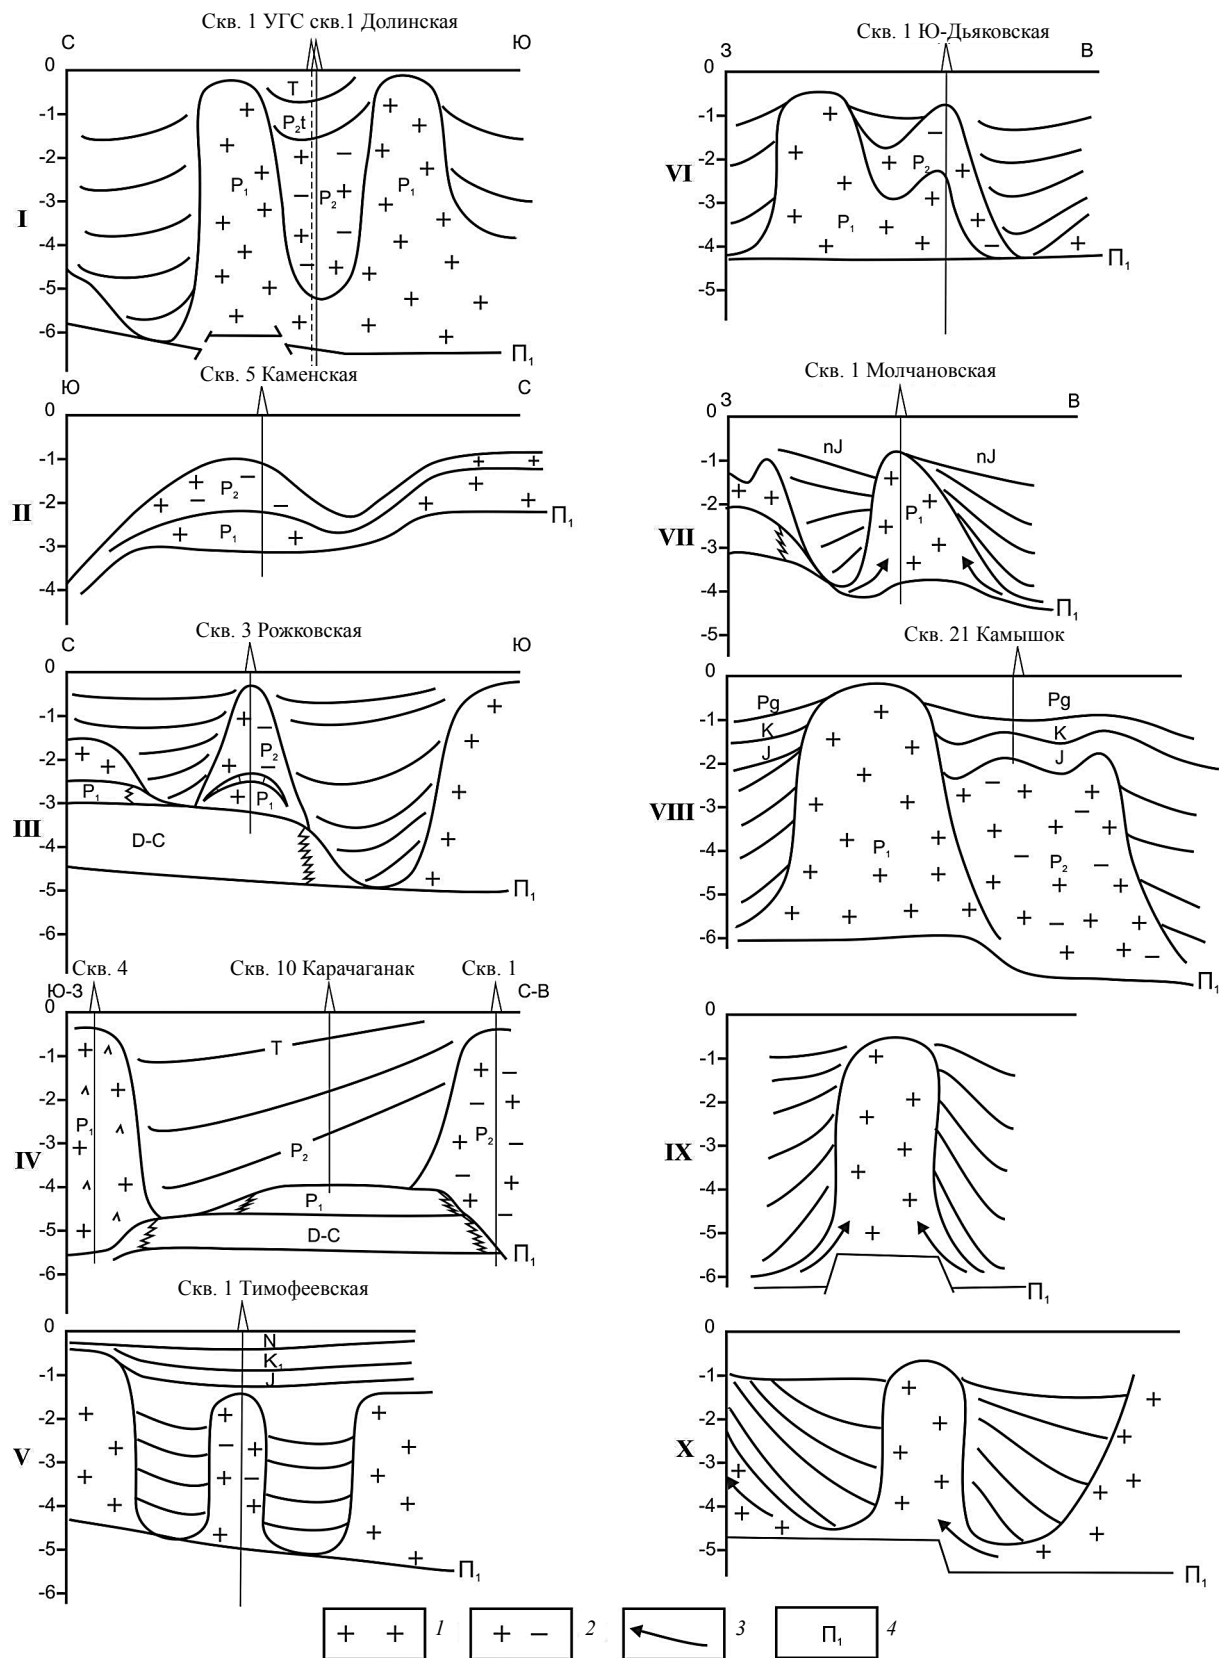 Скв. 1 УГС скв.1 Долинская
С Ю
0
-1
-2
-3
-4
-5
-6
I
T
P₂t
P₁ P₂ P₁
П₁
Скв. 5 Каменская
Ю С
0
-1
-2
-3
-4
II
P₂
P₁
П₁
Скв. 3 Рожковская
С Ю
0
-1
-2
-3
-4
-5
-6
III
P₂
P₁ P₁
D-C
П₁
Скв. 4 Скв. 10 Карачаганак Скв. 1
Ю-З С-В
0
-1
-2
-3
-4
-5
-6
IV
T
P₁ P₂ P₂
P₁
D-C
П₁
Скв. 1 Тимофеевская
0
-1
-2
-3
-4
-5
-6
V
N
K₁
J
П₁
Скв. 1 Ю-Дьяковская
З В
0
-1
-2
-3
-4
-5
VI
P₂
P₁
П₁
Скв. 1 Молчановская
З В
0
-1
-2
-3
-4
-5
VII
nJ nJ
P₁
П₁
Скв. 21 Камышок
0
-1
-2
-3
-4
-5
-6
VIII
Pg Pg
K K
J J
P₁ P₂
П₁
0
-1
-2
-3
-4
-5
-6
IX
П₁
0
-1
-2
-3
-4
-5
X
П₁
+ + 1 + – 2 3 П₁ 4